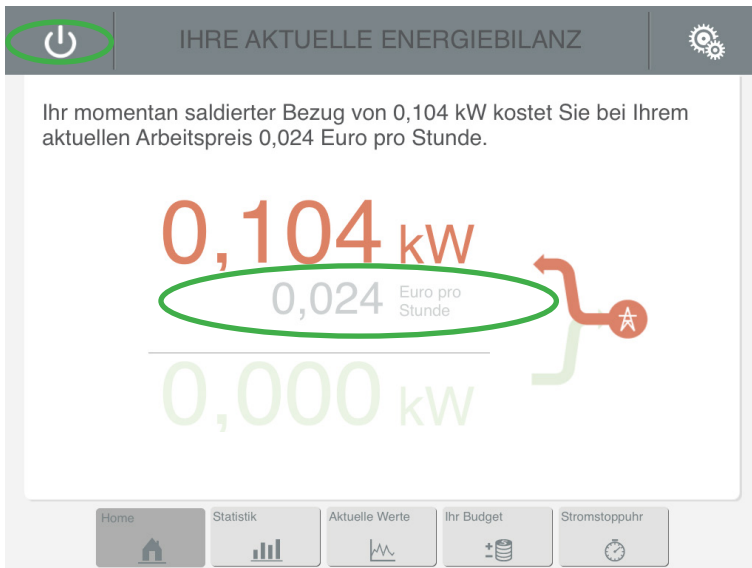 IHRE AKTUELLE ENERGIEBILANZ
Ihr momentan saldierter Bezug von 0,104 kW kostet Sie bei Ihrem
aktuellen Arbeitspreis 0,024 Euro pro Stunde.
0,104 kW
0,024 Euro pro
Stunde
0,000 kW
Home
Statistik
Aktuelle Werte
Ihr Budget
Stromstoppuhr